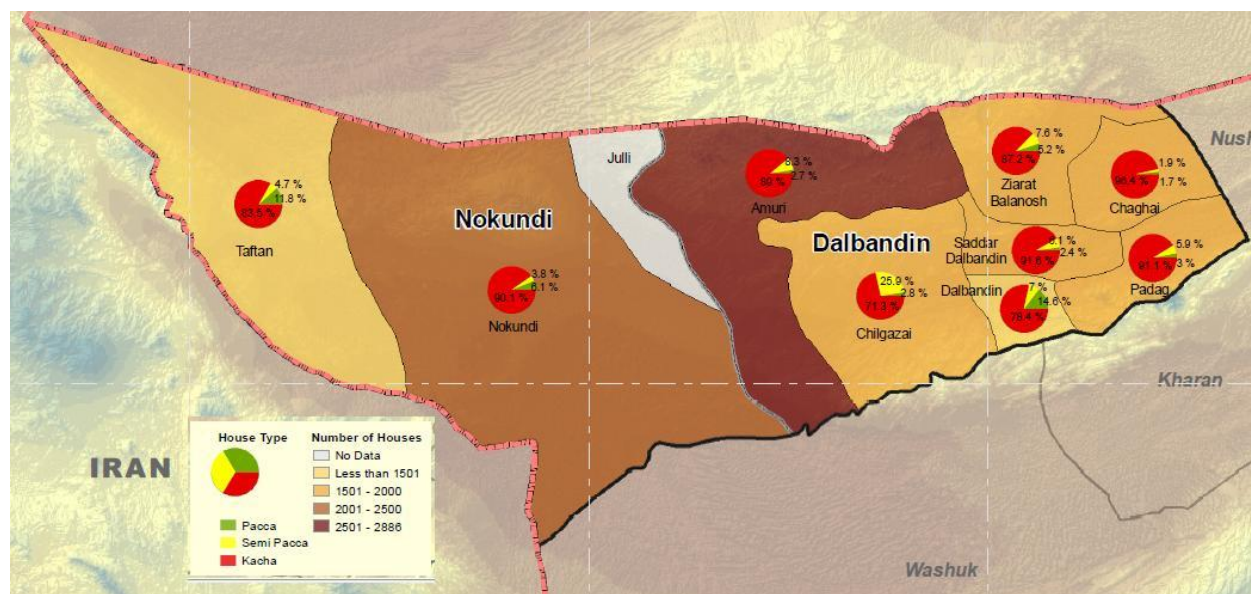 Julli
Nush
4.7 %
11.8 %
83.5 %
Taftan
Nokundi
3.8 %
6.1 %
90.1 %
Nokundi
8.3 %
2.7 %
89 %
Amuri
7.6 %
5.2 %
87.2 %
Ziarat
Balanosh
1.9 %
1.7 %
96.4 %
Chaghai
Dalbandin
Saddar
Dalbandin
6.1 %
2.4 %
91.6 %
5.9 %
3 %
91.1 %
Padag
25.9 %
2.8 %
71.3 %
Chilgazai
Dalbandin
7 %
14.6 %
78.4 %
Kharan
IRAN
Washuk
House Type
Pacca
Semi Pacca
Kacha
Number of Houses
No Data
Less than 1501
1501 - 2000
2001 - 2500
2501 - 2886